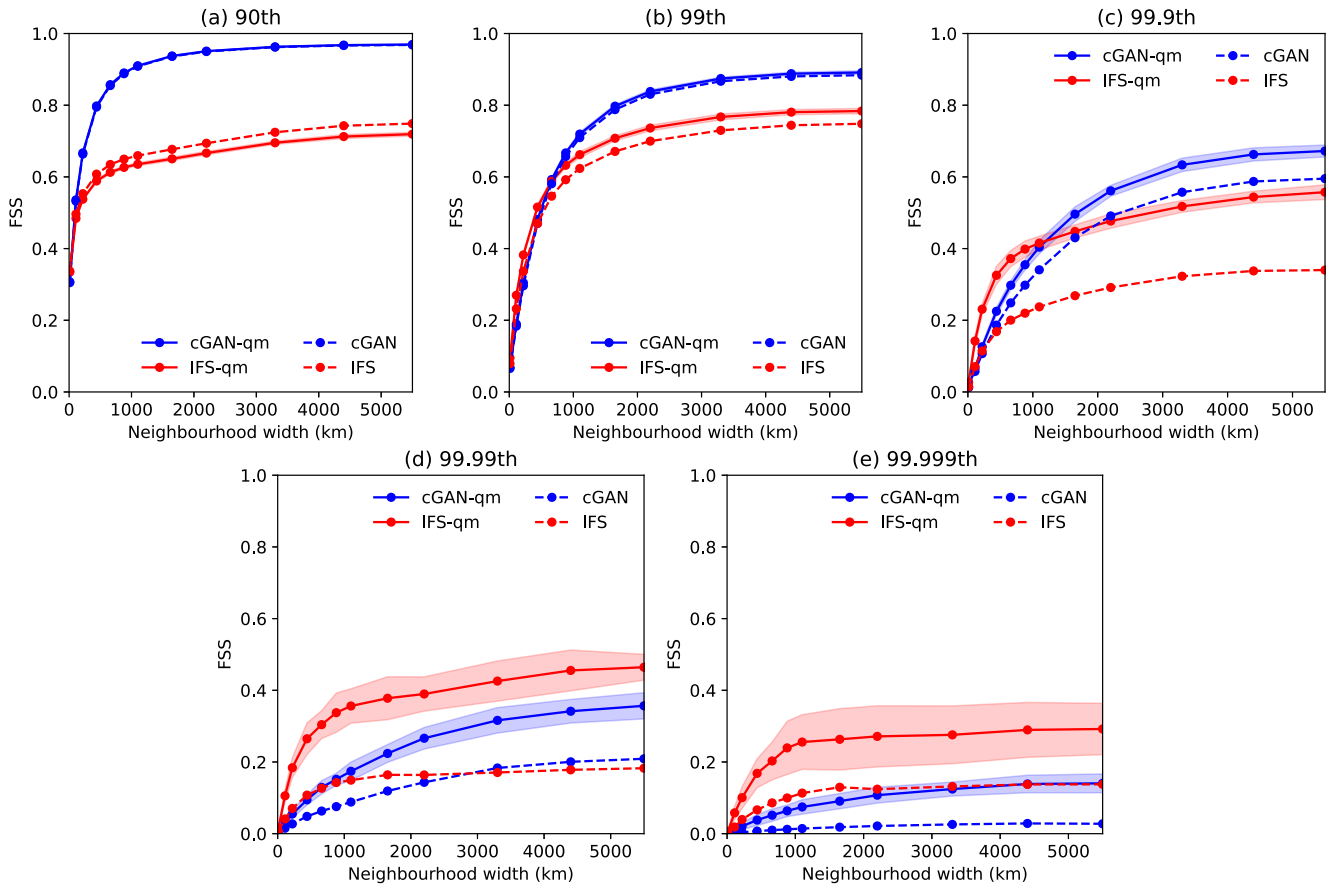 (a) 90th
1.0
0.8
0.6
0.4
0.2
0.0
FSS
cGAN-qm
IFS-qm
cGAN
IFS
0
1000
2000
3000
4000
5000
Neighbourhood width (km)
(b) 99th
1.0
0.8
0.6
0.4
0.2
0.0
FSS
cGAN-qm
IFS-qm
cGAN
IFS
0
1000
2000
3000
4000
5000
Neighbourhood width (km)
(c) 99.9th
1.0
0.8
0.6
0.4
0.2
0.0
FSS
cGAN-qm
IFS-qm
cGAN
IFS
0
1000
2000
3000
4000
5000
Neighbourhood width (km)
(d) 99.99th
1.0
0.8
0.6
0.4
0.2
0.0
FSS
cGAN-qm
IFS-qm
cGAN
IFS
0
1000
2000
3000
4000
5000
Neighbourhood width (km)
(e) 99.999th
1.0
0.8
0.6
0.4
0.2
0.0
FSS
cGAN-qm
IFS-qm
cGAN
IFS
0
1000
2000
3000
4000
5000
Neighbourhood width (km)